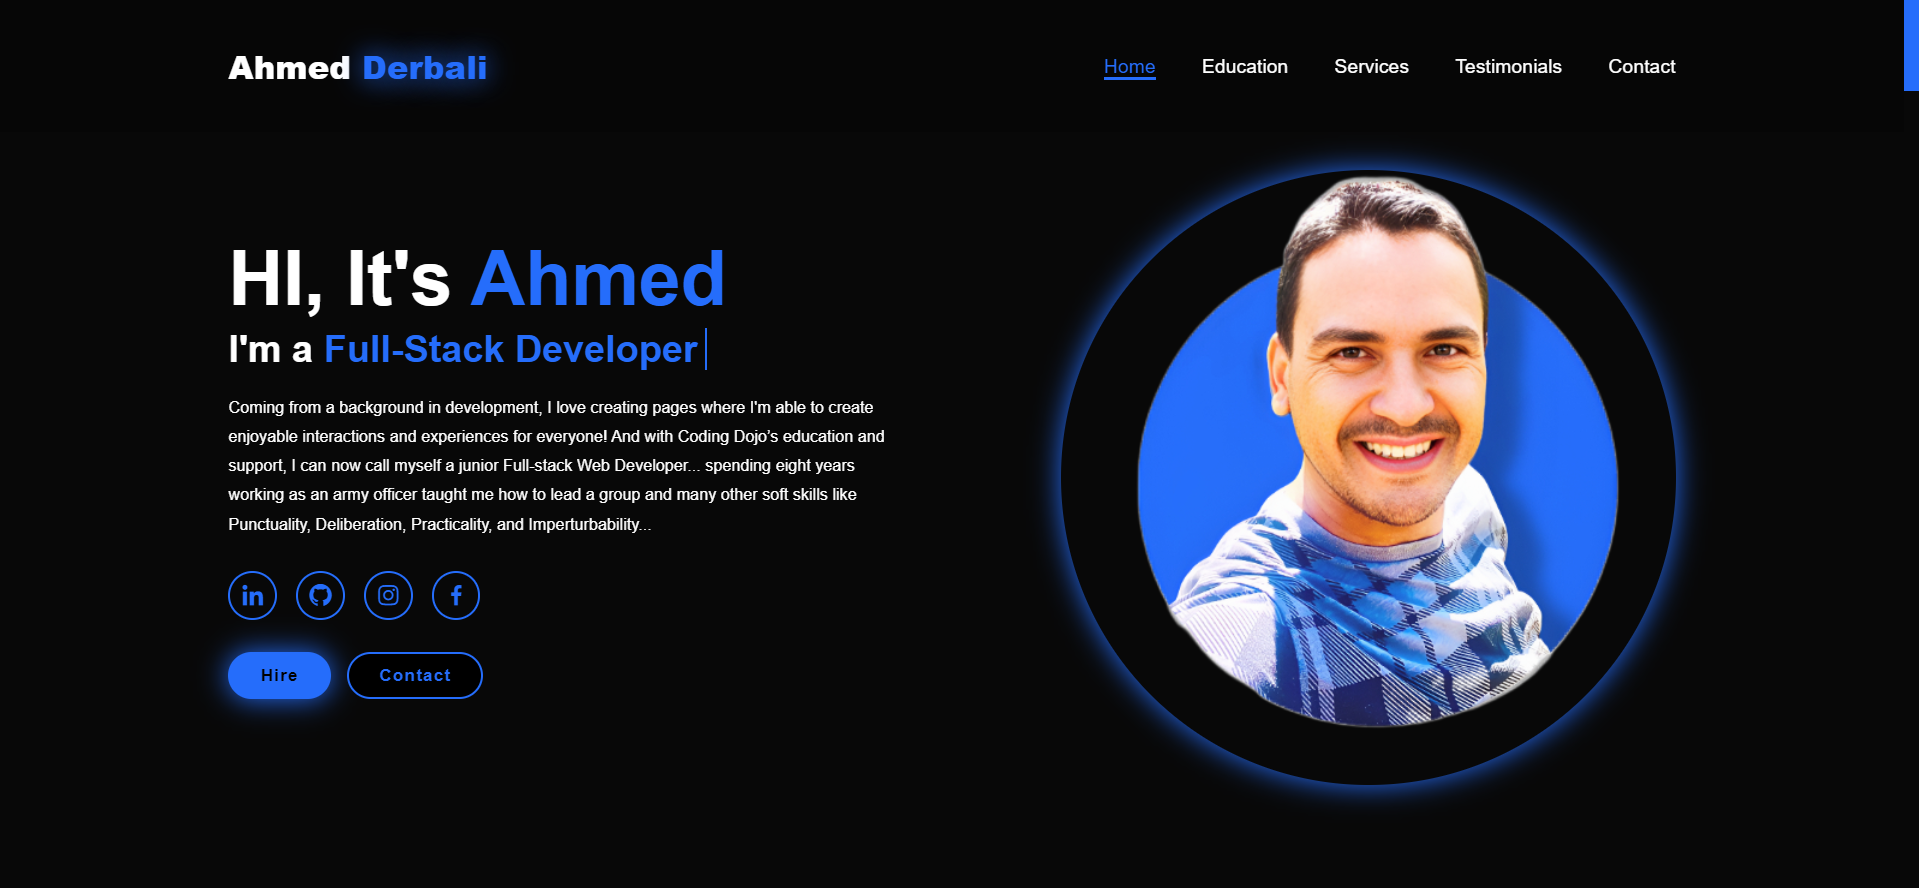 Ahmed Derbali
Home Education Services Testimonials Contact
HI, It's Ahmed
I'm a Full-Stack Developer
Coming from a background in development, I love creating pages where I'm able to create
enjoyable interactions and experiences for everyone! And with Coding Dojo’s education and
support, I can now call myself a junior Full-stack Web Developer... spending eight years
working as an army officer taught me how to lead a group and many other soft skills like
Punctuality, Deliberation, Practicality, and Imperturbability...
Hire Contact